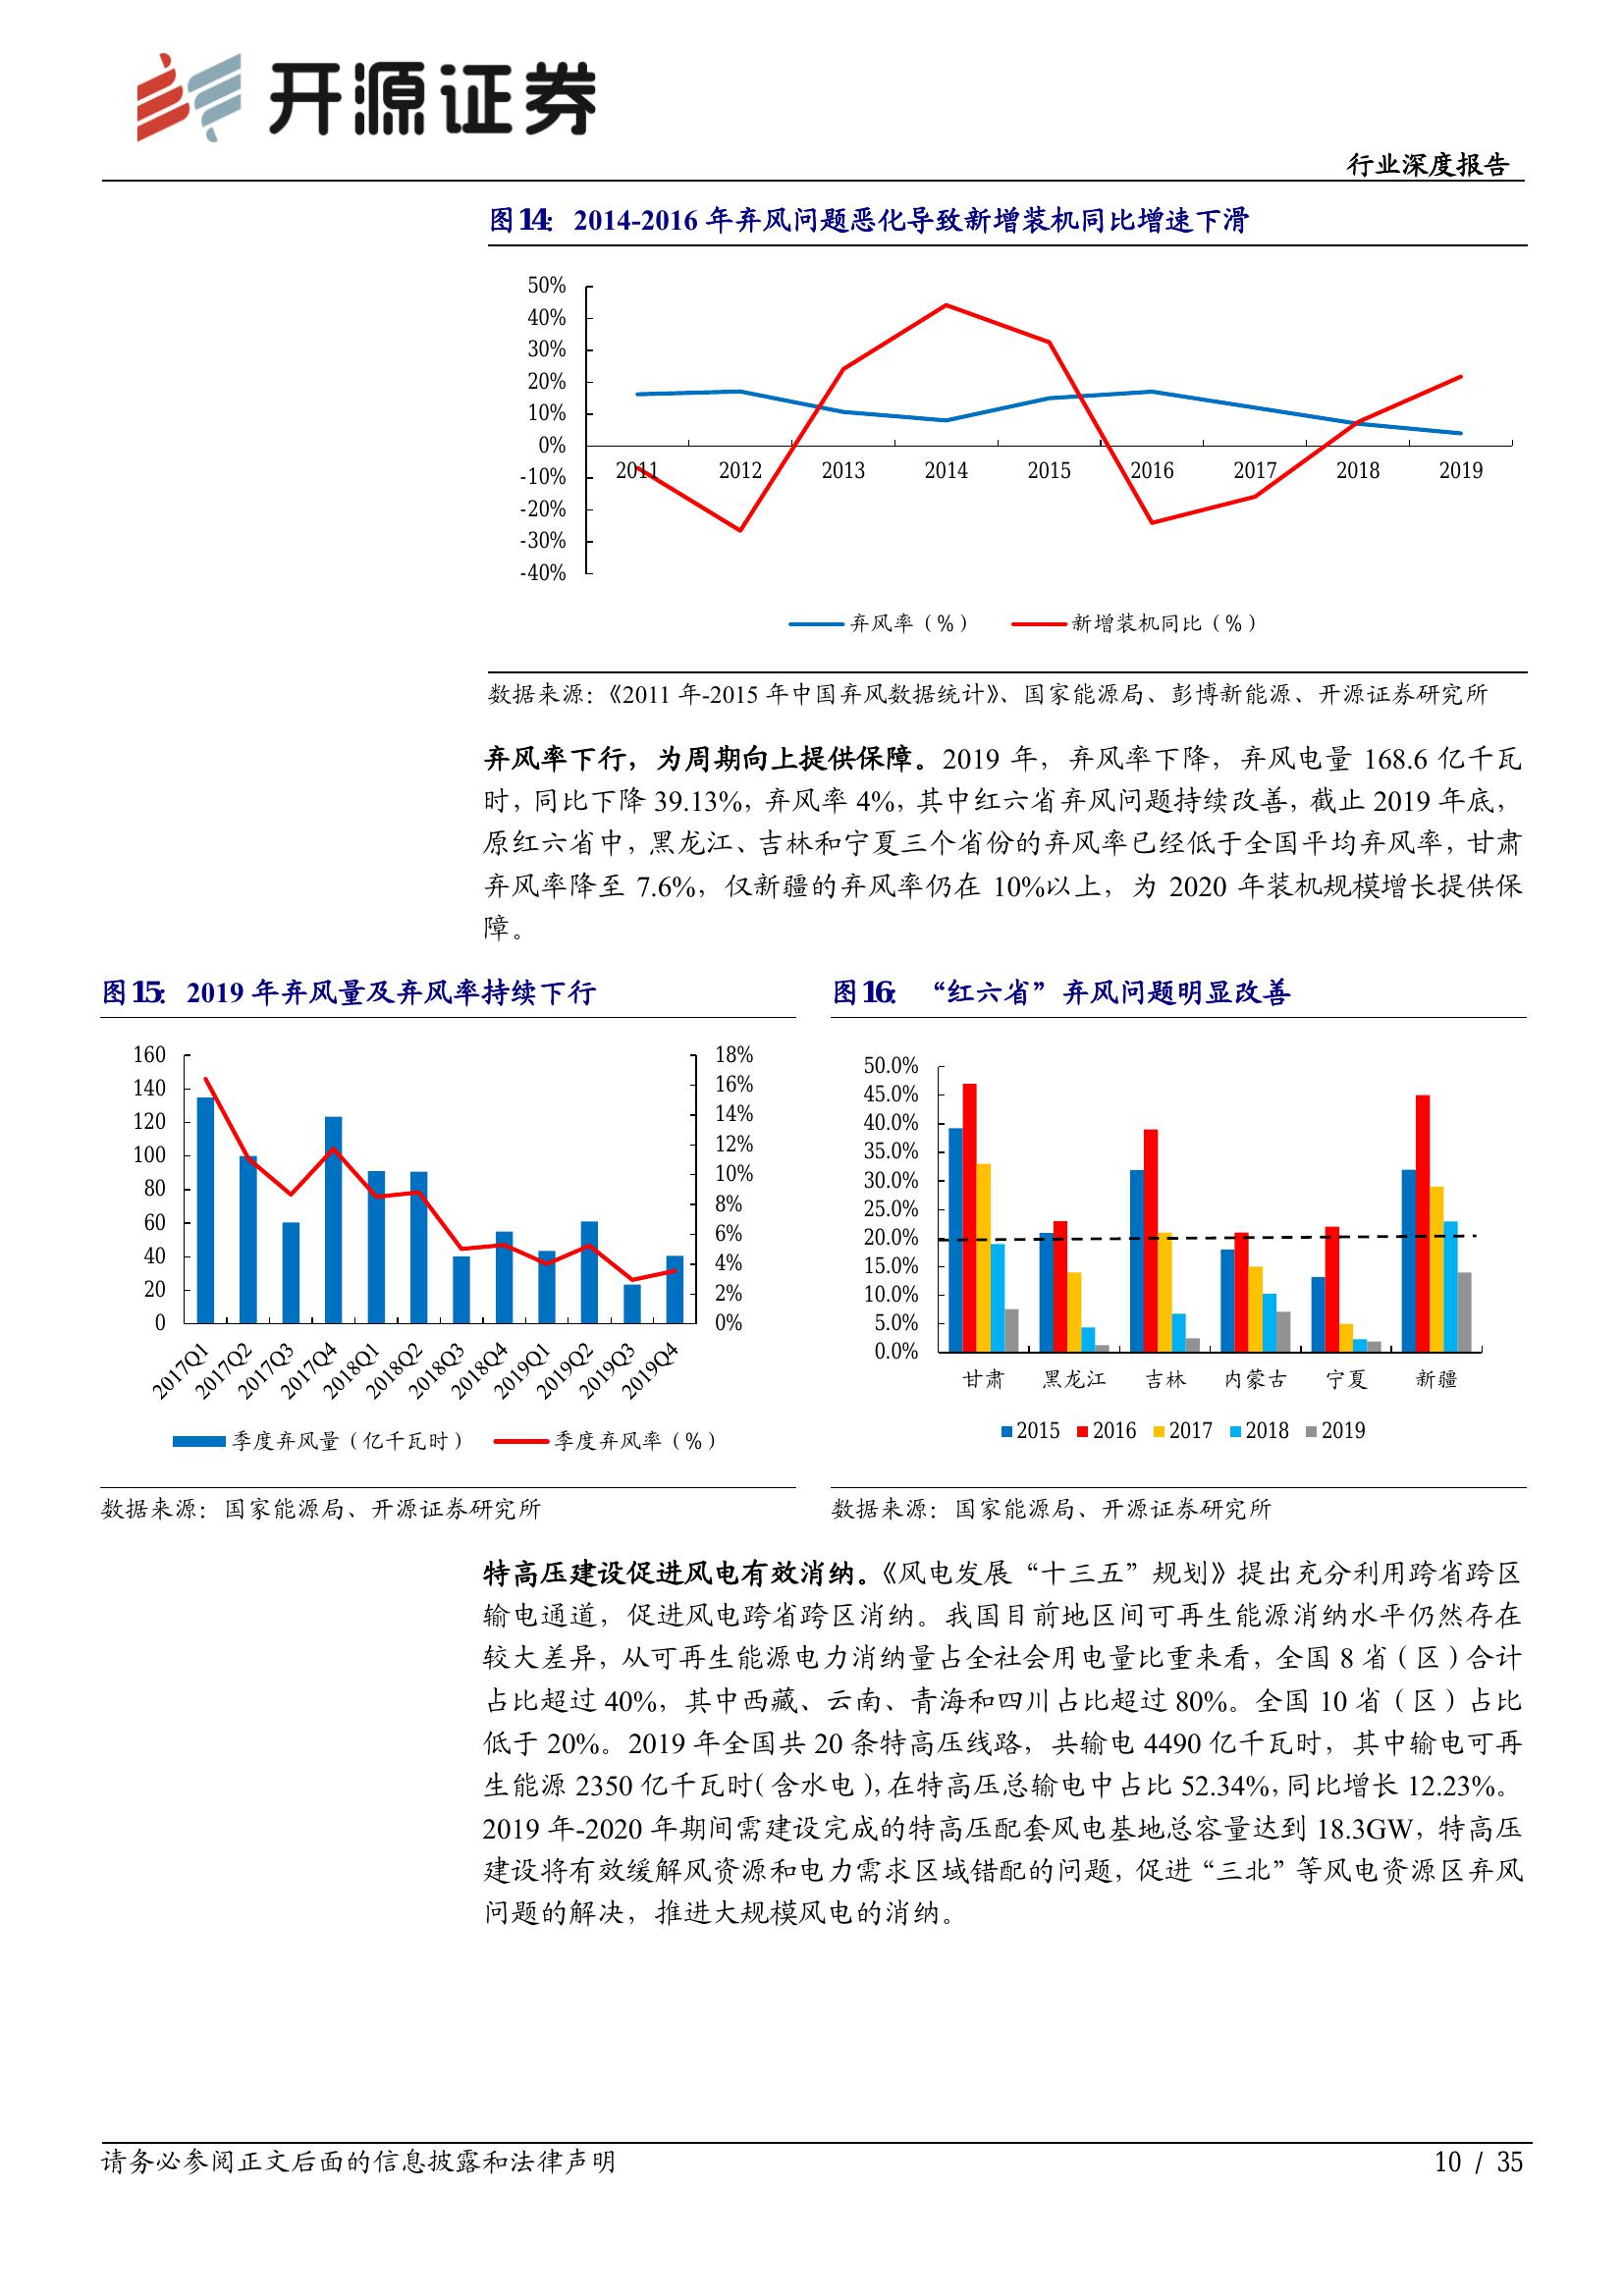 开源证券
行业深度报告
图14： 2014-2016 年弃风问题恶化导致新增装机同比增速下滑
50%
40%
30%
20%
10%
0%
-10%
-20%
-30%
-40%
2011 2012 2013 2014 2015 2016 2017 2018 2019
弃风率（%） 新增装机同比（%）
数据来源：《2011 年-2015 年中国弃风数据统计》、国家能源局、彭博新能源、开源证券研究所
弃风率下行，为周期向上提供保障。2019 年，弃风率下降，弃风电量 168.6 亿千瓦
时，同比下降 39.13%，弃风率 4%，其中红六省弃风问题持续改善，截止 2019 年底，
原红六省中，黑龙江、吉林和宁夏三个省份的弃风率已经低于全国平均弃风率，甘肃
弃风率降至 7.6%，仅新疆的弃风率仍在 10%以上，为 2020 年装机规模增长提供保
障。
图15： 2019 年弃风量及弃风率持续下行
160
140
120
100
80
60
40
20
0
18%
16%
14%
12%
10%
8%
6%
4%
2%
0%
2017Q1 2017Q2 2017Q3 2017Q4 2018Q1 2018Q2 2018Q3 2018Q4 2019Q1 2019Q2 2019Q3 2019Q4
季度弃风量（亿千瓦时） 季度弃风率（%）
数据来源：国家能源局、开源证券研究所
图16： “红六省”弃风问题明显改善
50.0%
45.0%
40.0%
35.0%
30.0%
25.0%
20.0%
15.0%
10.0%
5.0%
0.0%
甘肃 黑龙江 吉林 内蒙古 宁夏 新疆
2015 2016 2017 2018 2019
数据来源：国家能源局、开源证券研究所
特高压建设促进风电有效消纳。《风电发展“十三五”规划》提出充分利用跨省跨区
输电通道，促进风电跨省跨区消纳。我国目前地区间可再生能源消纳水平仍然存在
较大差异，从可再生能源电力消纳量占全社会用电量比重来看，全国 8 省（区）合计
占比超过 40%，其中西藏、云南、青海和四川占比超过 80%。全国 10 省（区）占比
低于 20%。2019 年全国共 20 条特高压线路，共输电 4490 亿千瓦时，其中输电可再
生能源 2350 亿千瓦时（含水电），在特高压总输电中占比 52.34%，同比增长 12.23%。
2019 年-2020 年期间需建设完成的特高压配套风电基地总容量达到 18.3GW，特高压
建设将有效缓解风资源和电力需求区域错配的问题，促进“三北”等风电资源区弃风
问题的解决，推进大规模风电的消纳。
请务必参阅正文后面的信息披露和法律声明
10 / 35